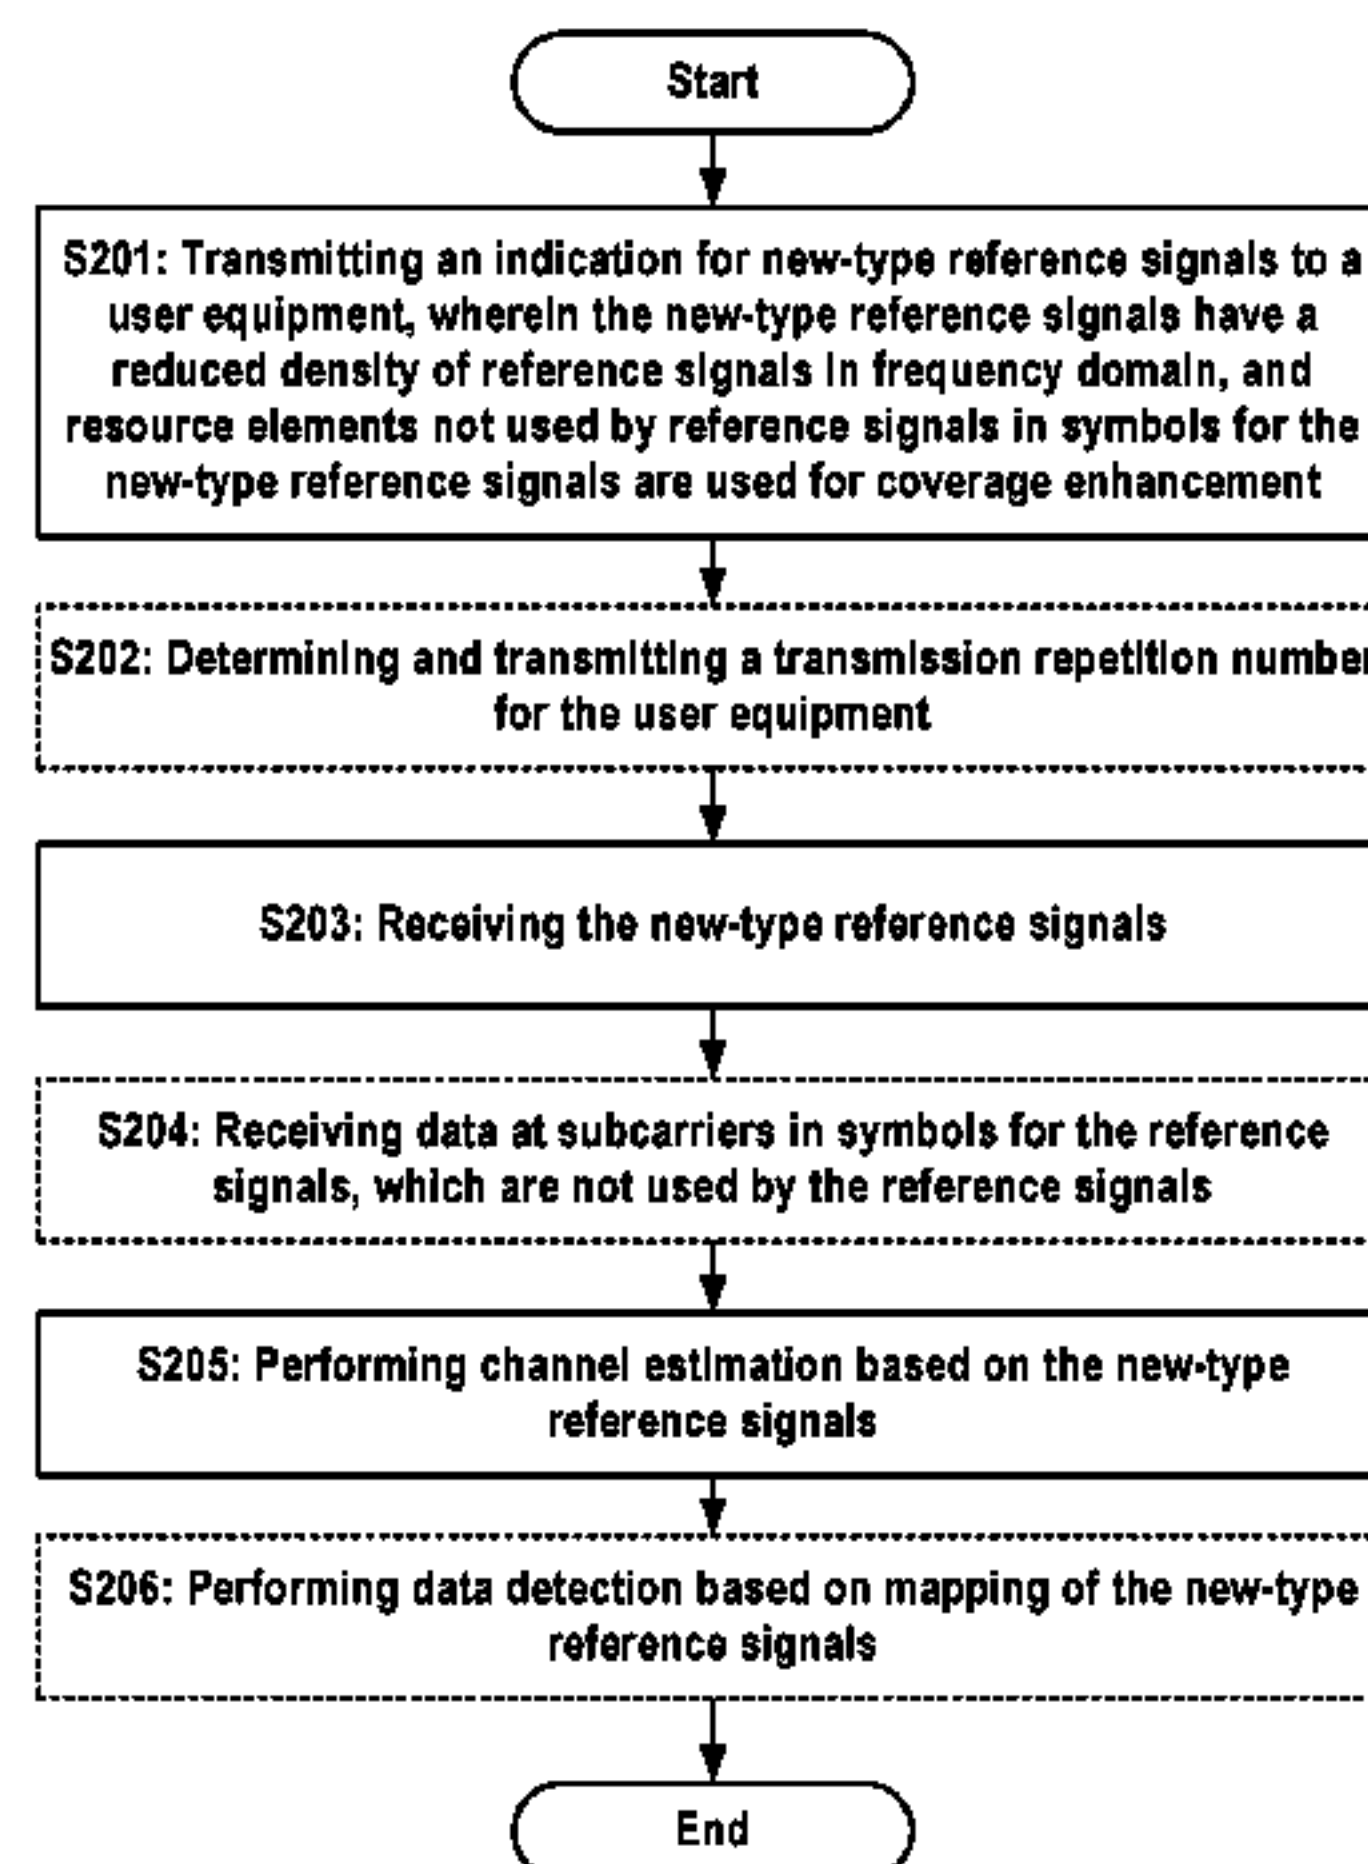 Start
S201: Transmitting an indication for new-type reference signals to a
user equipment, wherein the new-type reference signals have a
reduced density of reference signals in frequency domain, and
resource elements not used by reference signals in symbols for the
new-type reference signals are used for coverage enhancement
S202: Determining and transmitting a transmission repetition number
for the user equipment
S203: Receiving the new-type reference signals
S204: Receiving data at subcarriers in symbols for the reference
signals, which are not used by the reference signals
S205: Performing channel estimation based on the new-type
reference signals
S206: Performing data detection based on mapping of the new-type
reference signals
End